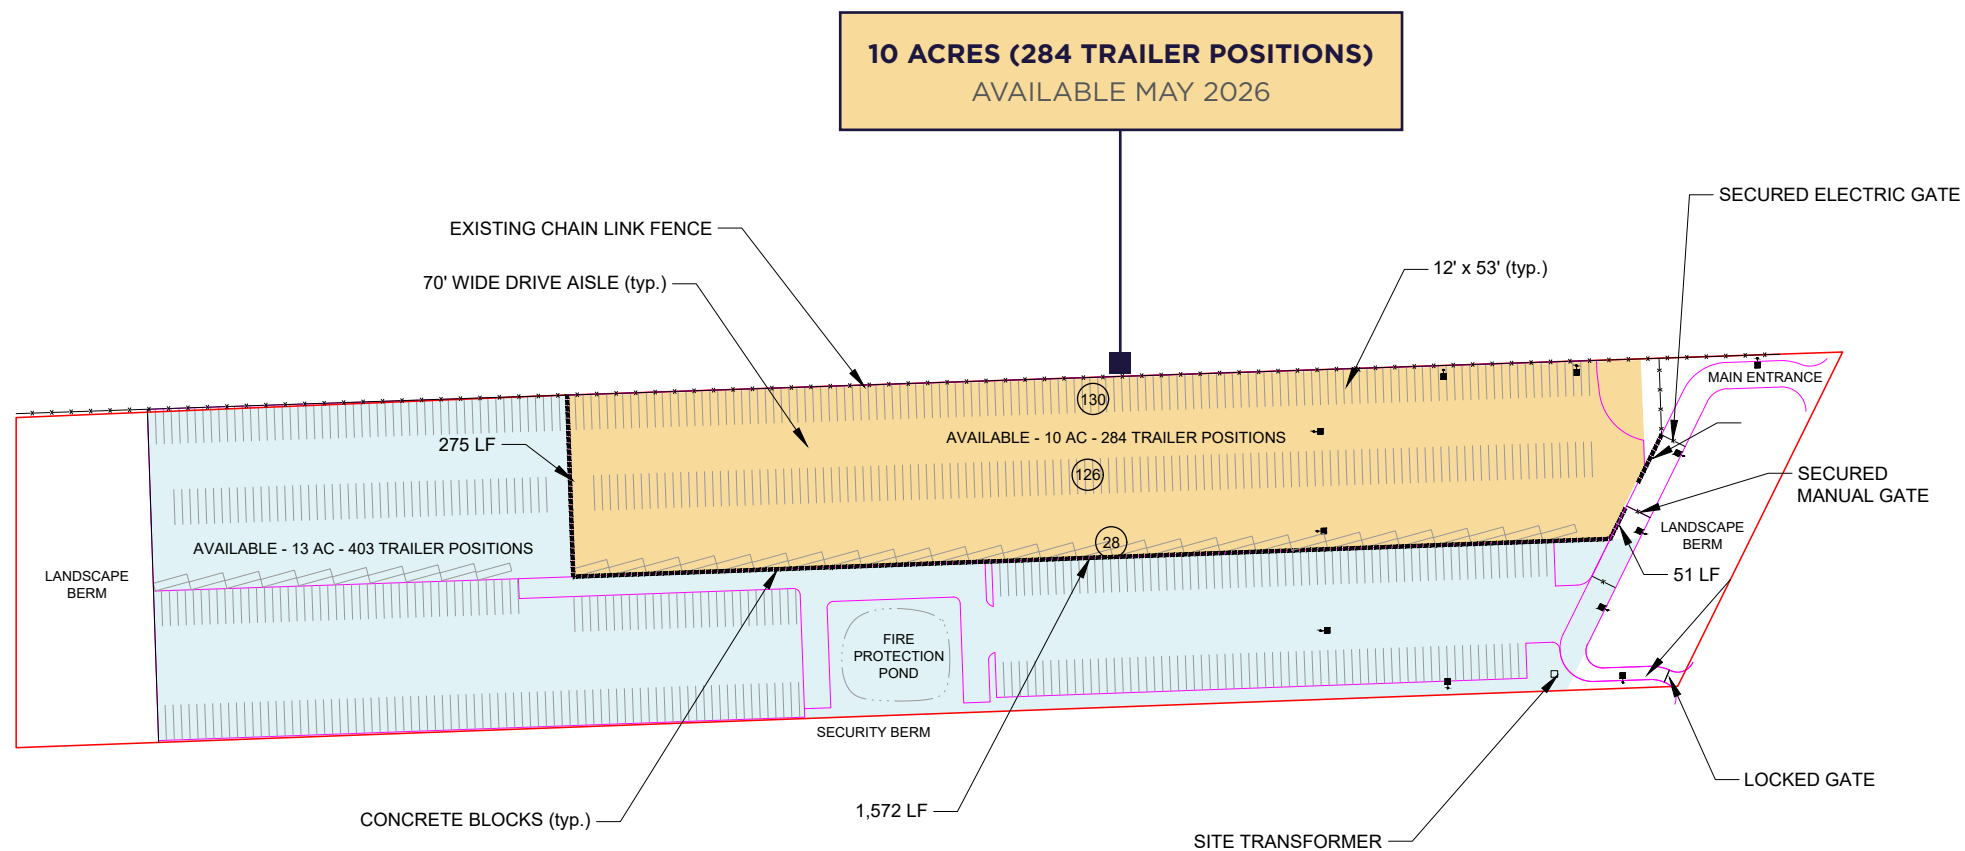 10 ACRES (284 TRAILER POSITIONS)
AVAILABLE MAY 2026
SECURED ELECTRIC GATE
EXISTING CHAIN LINK FENCE
70' WIDE DRIVE AISLE (typ.)
12' x 53' (typ.)
MAIN ENTRANCE
130
275 LF
AVAILABLE - 10 AC - 284 TRAILER POSITIONS
126
SECURED
MANUAL GATE
AVAILABLE - 13 AC - 403 TRAILER POSITIONS
28
LANDSCAPE
BERM
LANDSCAPE
BERM
51 LF
FIRE
PROTECTION
POND
SECURITY BERM
LOCKED GATE
1,572 LF
CONCRETE BLOCKS (typ.)
SITE TRANSFORMER